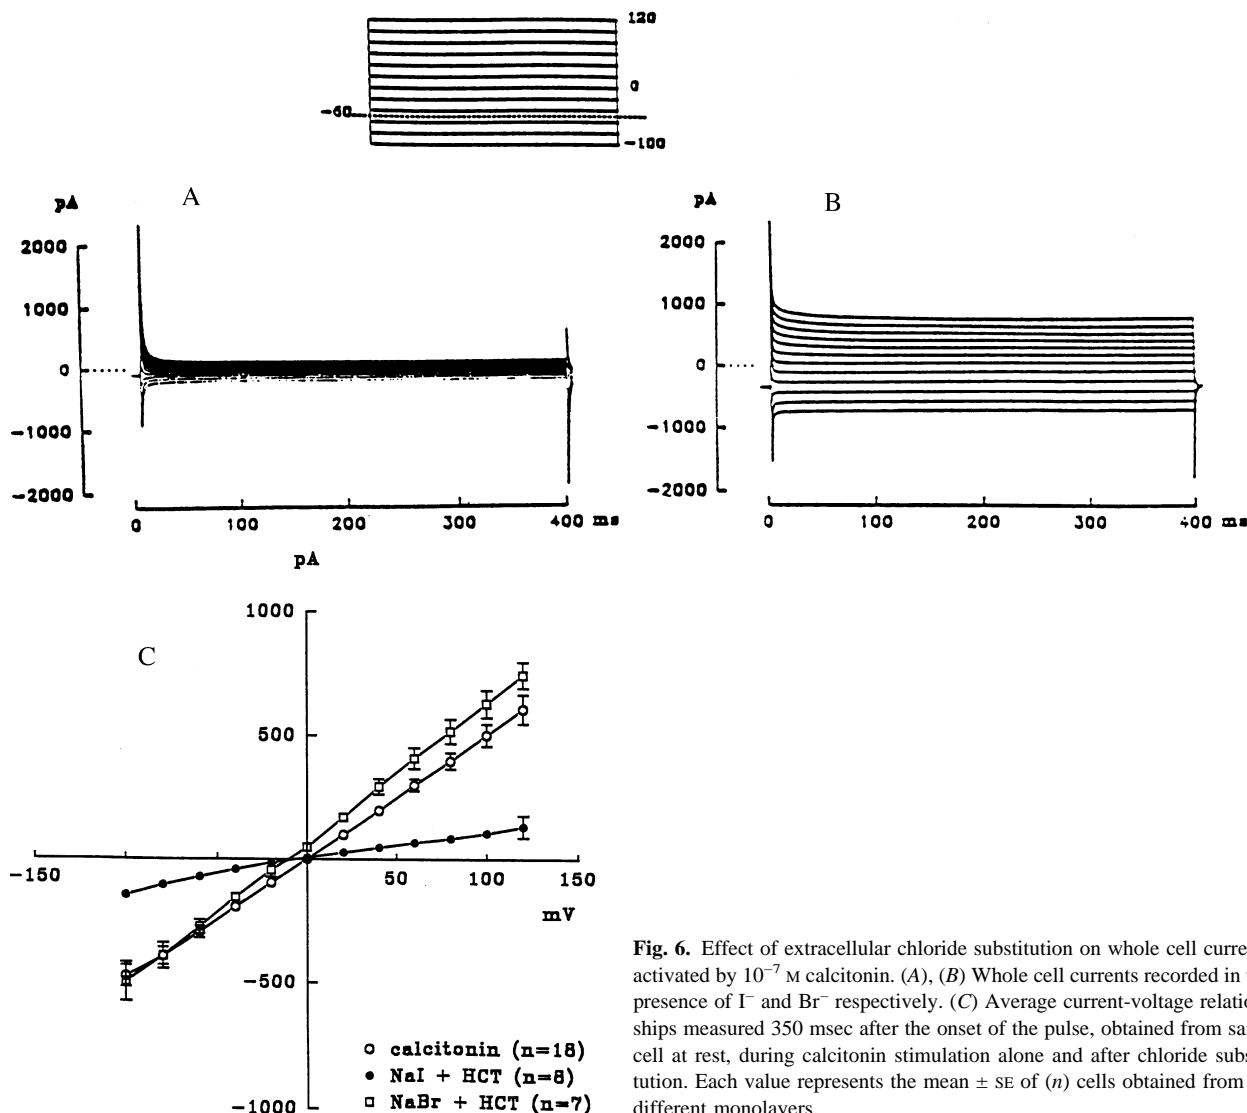 120
0
-60
-100
pA
A
2000
1000
0
-1000
-2000
0 100 200 300 400 ms
pA
B
2000
1000
0
-1000
-2000
0 100 200 300 400 ms
pA
C
1000
500
-150
50 100 150
mV
-500
-1000
calcitonin (n=18)
NaI + HCT (n=8)
NaBr + HCT (n=7)
Fig. 6. Effect of extracellular chloride substitution on whole cell curre
activated by 10⁻⁷ M calcitonin. (A), (B) Whole cell currents recorded in
presence of I⁻ and Br⁻ respectively. (C) Average current-voltage relatio
ships measured 350 msec after the onset of the pulse, obtained from sa
cell at rest, during calcitonin stimulation alone and after chloride subs
tution. Each value represents the mean ± SE of (n) cells obtained from
different monolayers